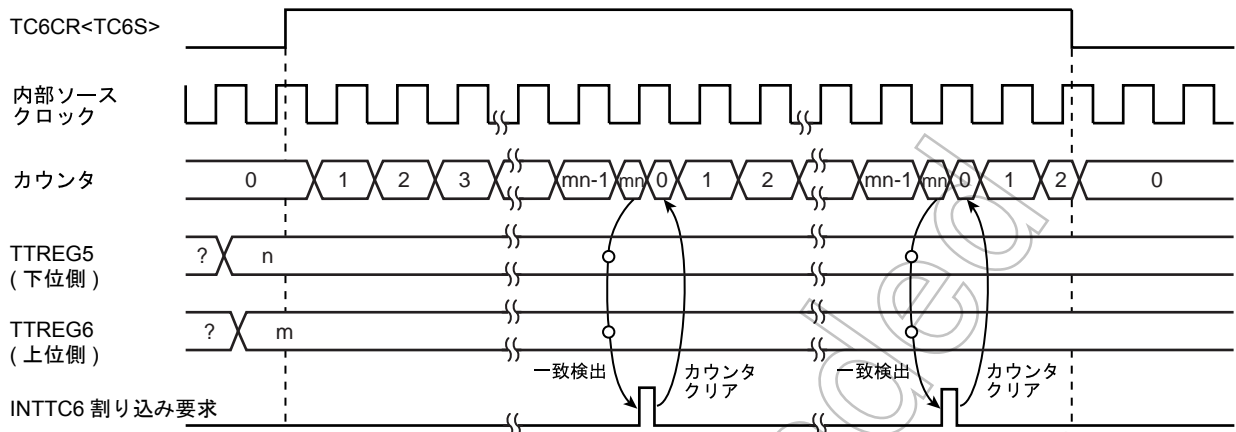 TC6CR<TC6S>
内部ソース
クロック
カウンタ
0 1 2 3 mn-1 mn 0 1 2 mn-1 mn 0 1 2 0
TTREG5
(下位側)
? n
TTREG6
(上位側)
? m
一致検出
カウンタ
クリア
一致検出
カウンタ
クリア
INTTC6 割り込み要求